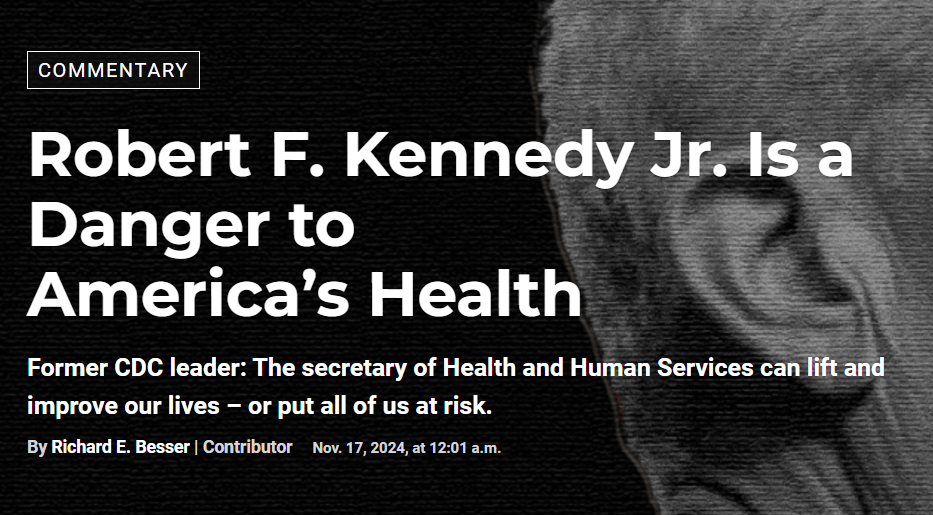 COMMENTARY
Robert F. Kennedy Jr. Is a
Danger to
America’s Health
Former CDC leader: The secretary of Health and Human Services can lift and
improve our lives – or put all of us at risk.
By Richard E. Besser | Contributor Nov. 17, 2024, at 12:01 a.m.